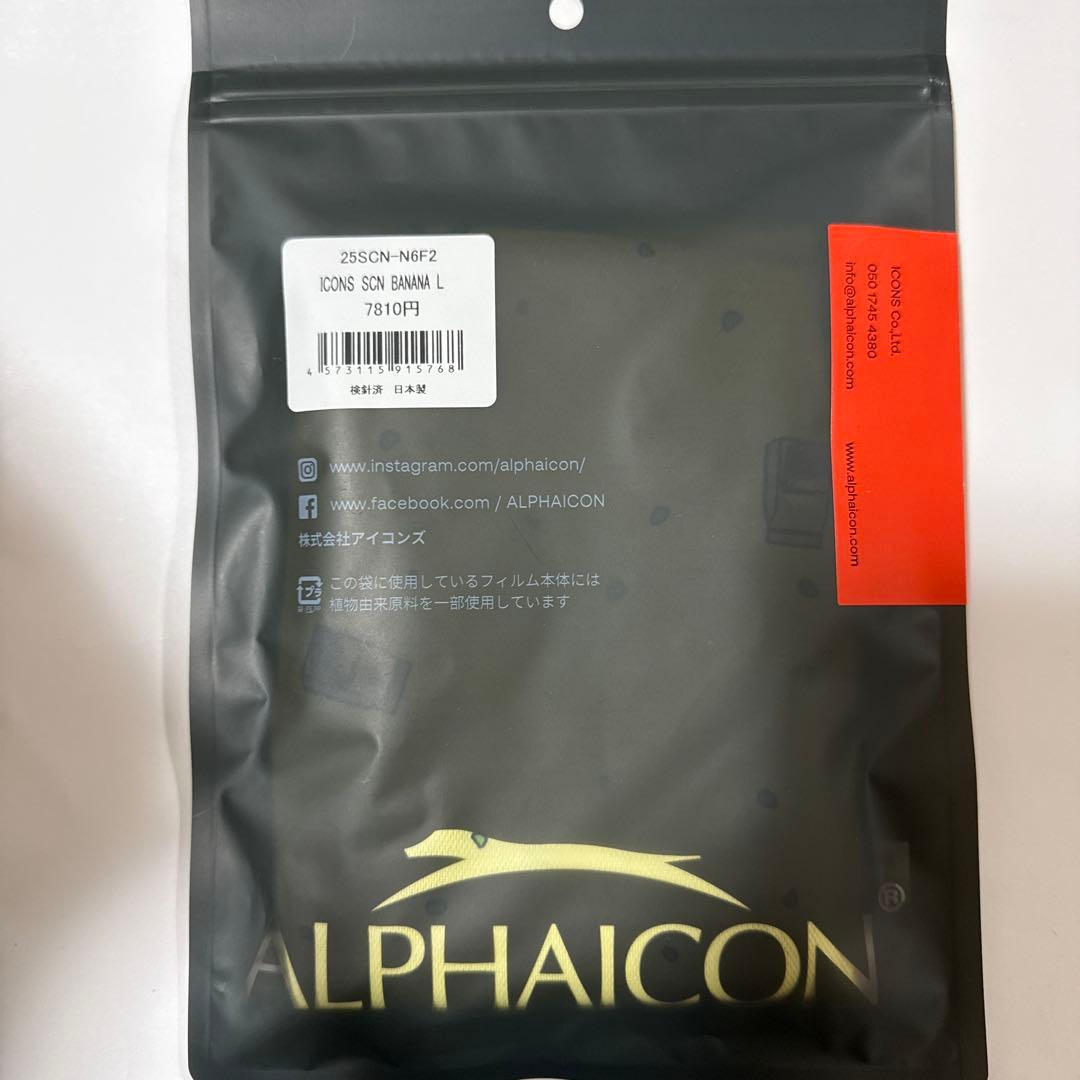 25SCN-N6F2
ICONS SCN BANANA L
7810円
4 573115 915768
検針済 日本製
www.instagram.com/alphaicon/
www.facebook.com / ALPHAICON
株式会社アイコンズ
プラ
この袋に使用しているフィルム本体には
植物由来原料を一部使用しています
ICONS Co.,Ltd.
050 1745 4380
info@alphaicon.com
www.alphaicon.com
ALPHAICON®